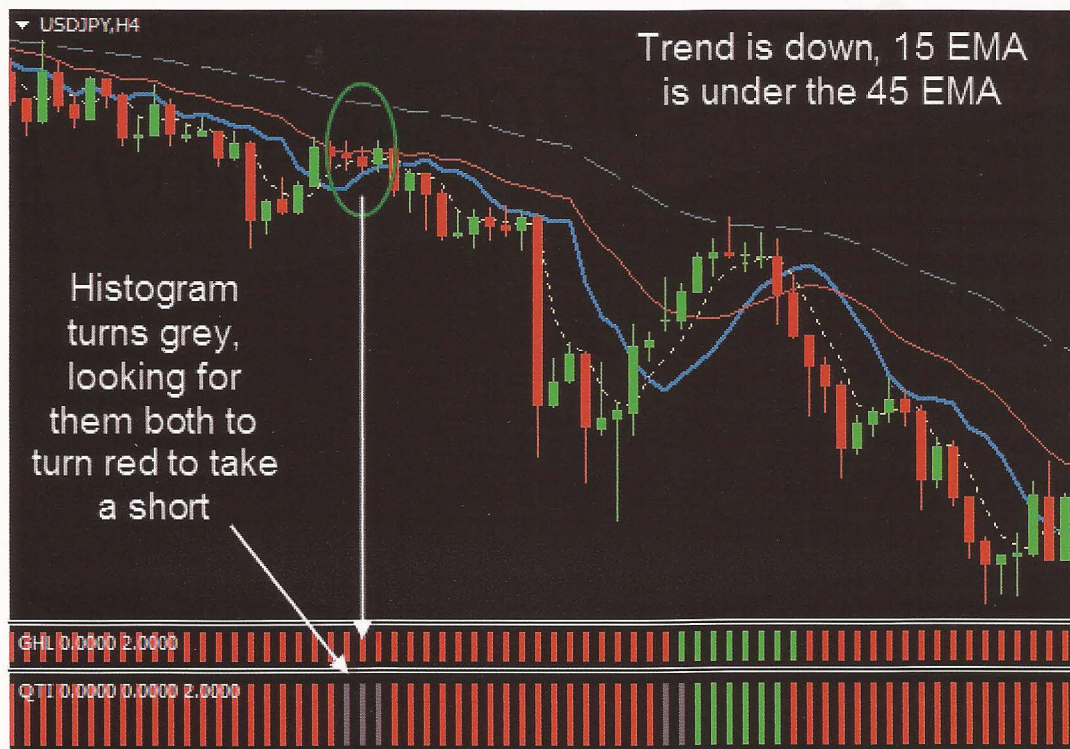 USDJPY,H4
Trend is down, 15 EMA
is under the 45 EMA
Histogram
turns grey,
looking for
them both to
turn red to take
a short
GHL 0.0000 2.0000
QTI 0.0000 0.0000 2.0000